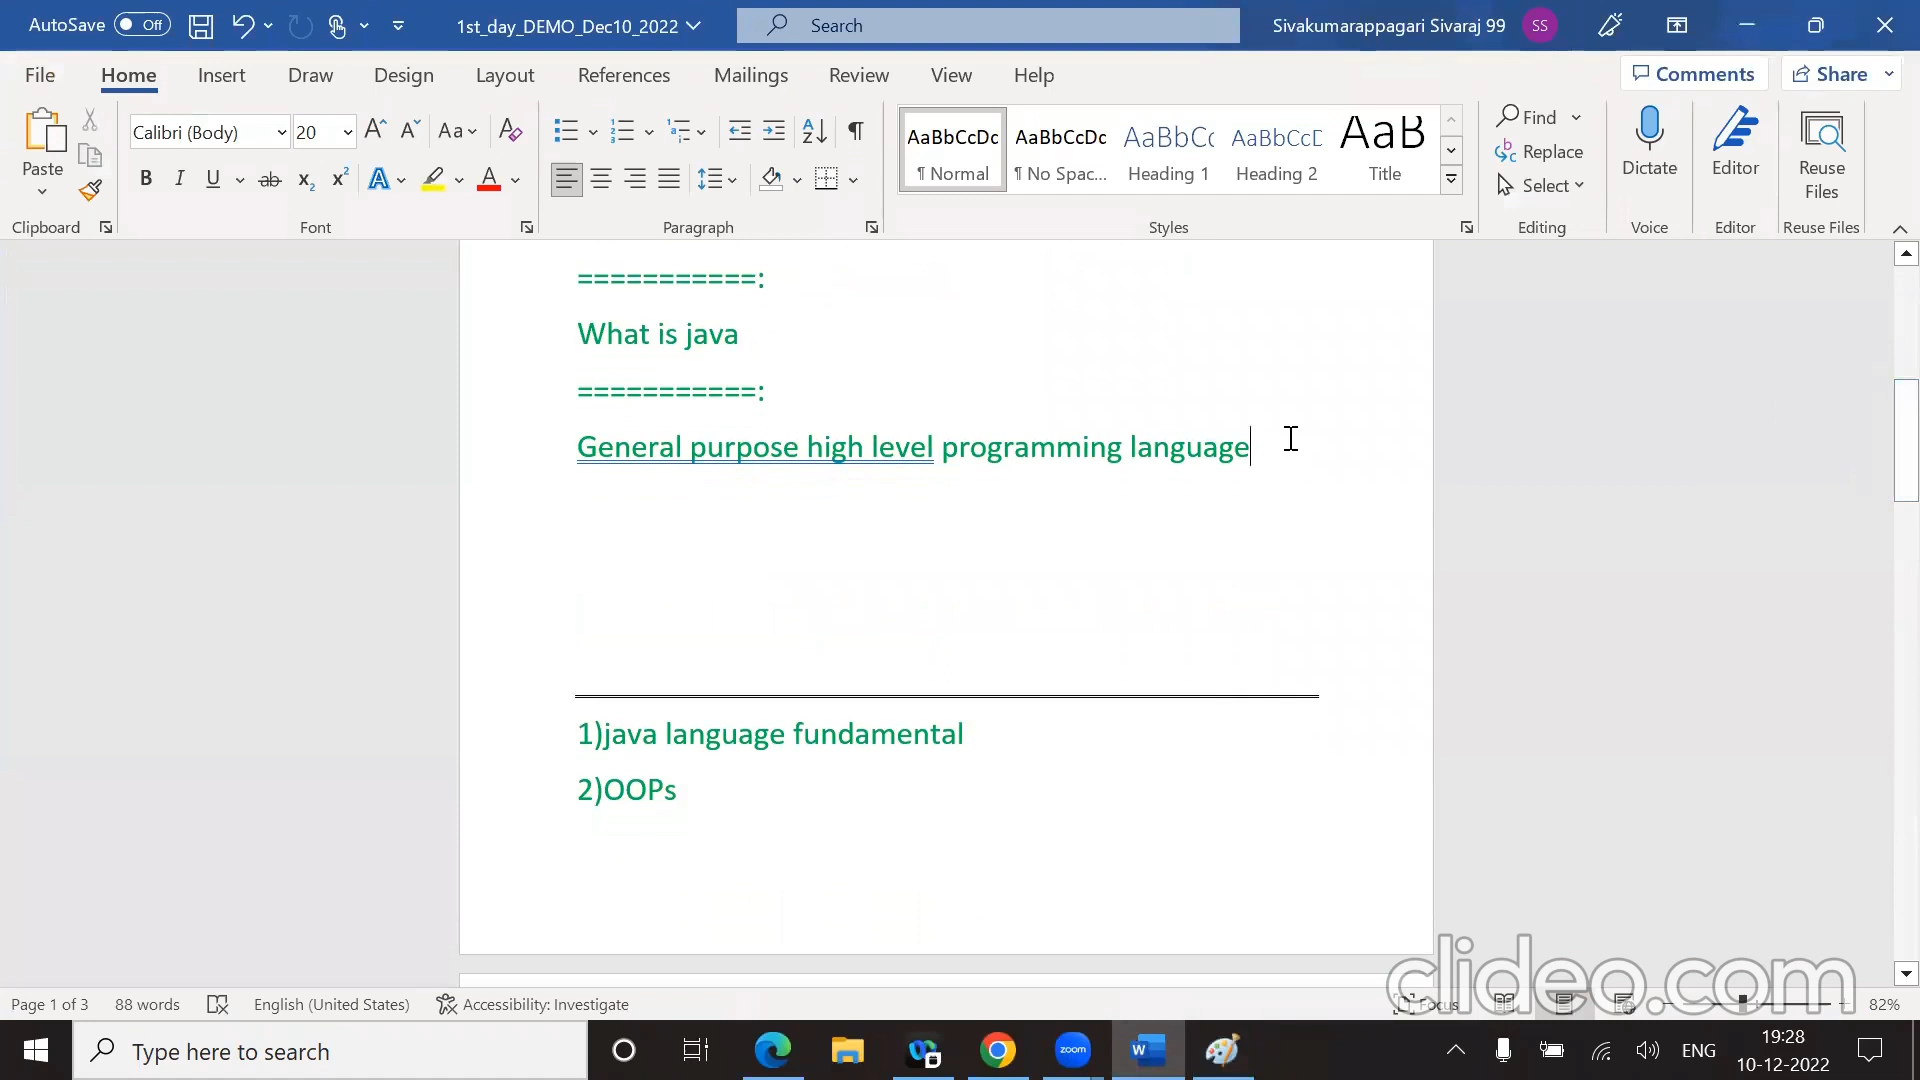 AutoSave Off 1st_day_DEMO_Dec10_2022 Search Sivakumarappagari Sivaraj 99 SS
File Home Insert Draw Design Layout References Mailings Review View Help Comments Share
Paste
Clipboard
Calibri (Body) 20
Font
Paragraph
AaBbCcDc AaBbCcDc AaBbCc AaBbCcD AaB
¶ Normal ¶ No Spac... Heading 1 Heading 2 Title
Styles
Find
Replace
Select
Editing
Dictate
Voice
Editor
Editor
Reuse
Files
Reuse Files
===========:
What is java
===========:
General purpose high level programming language
1)java language fundamental
2)OOPs
clideo.com
Page 1 of 3 88 words English (United States) Accessibility: Investigate Focus 82%
Type here to search zoom ENG 19:28
10-12-2022